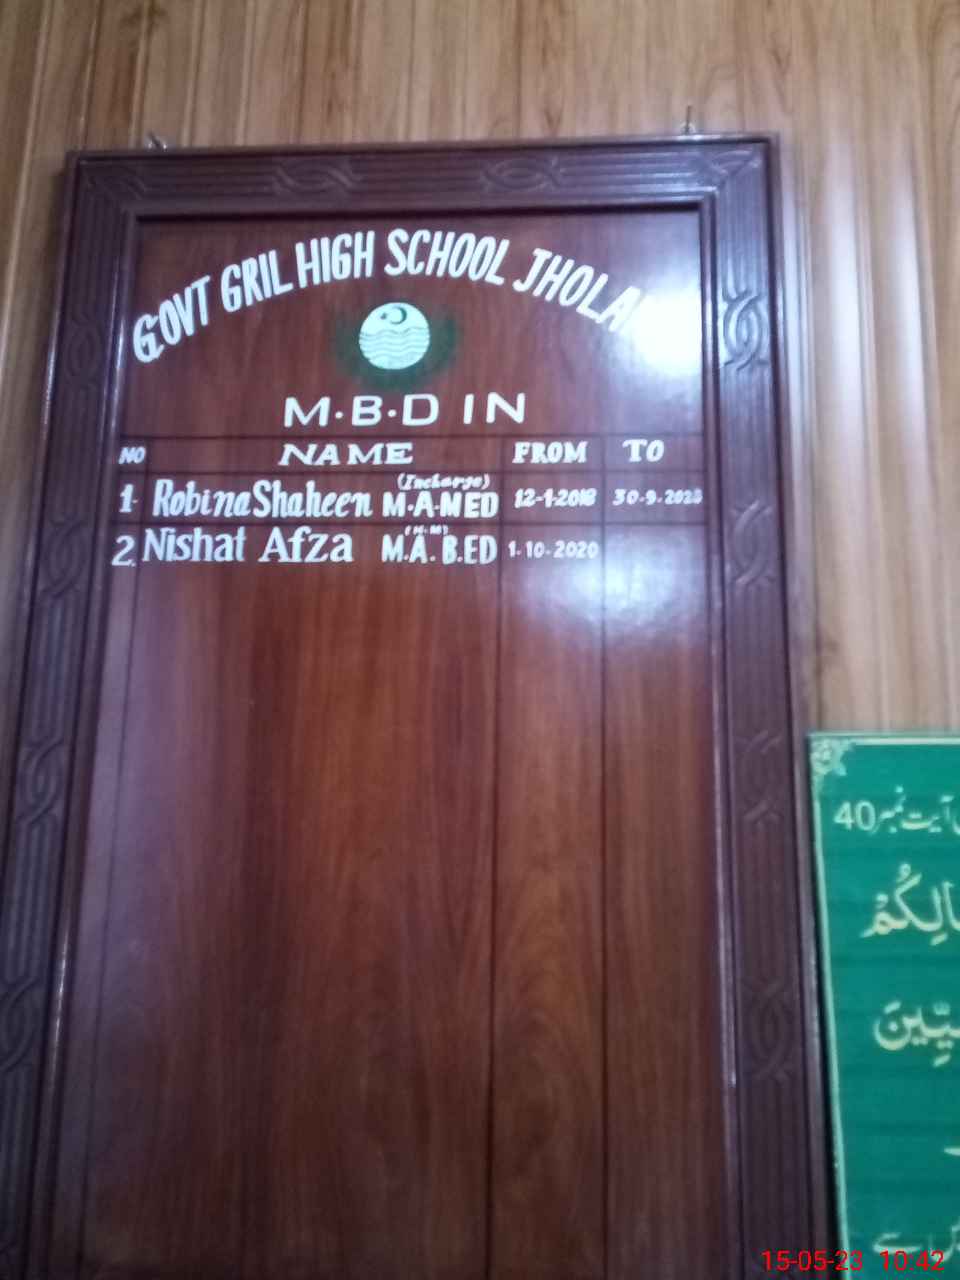 GOVT GRIL HIGH SCHOOL
M.B.D IN
NO NAME FROM TO
(Incharge)
1- Robina Shaheen M.A.MED 12-1-2018 30-9-2020
(H.M)
2. Nishat Afza M.A. B.ED 1-10-2020
آیت نمبر 40
15-05-23 10:42